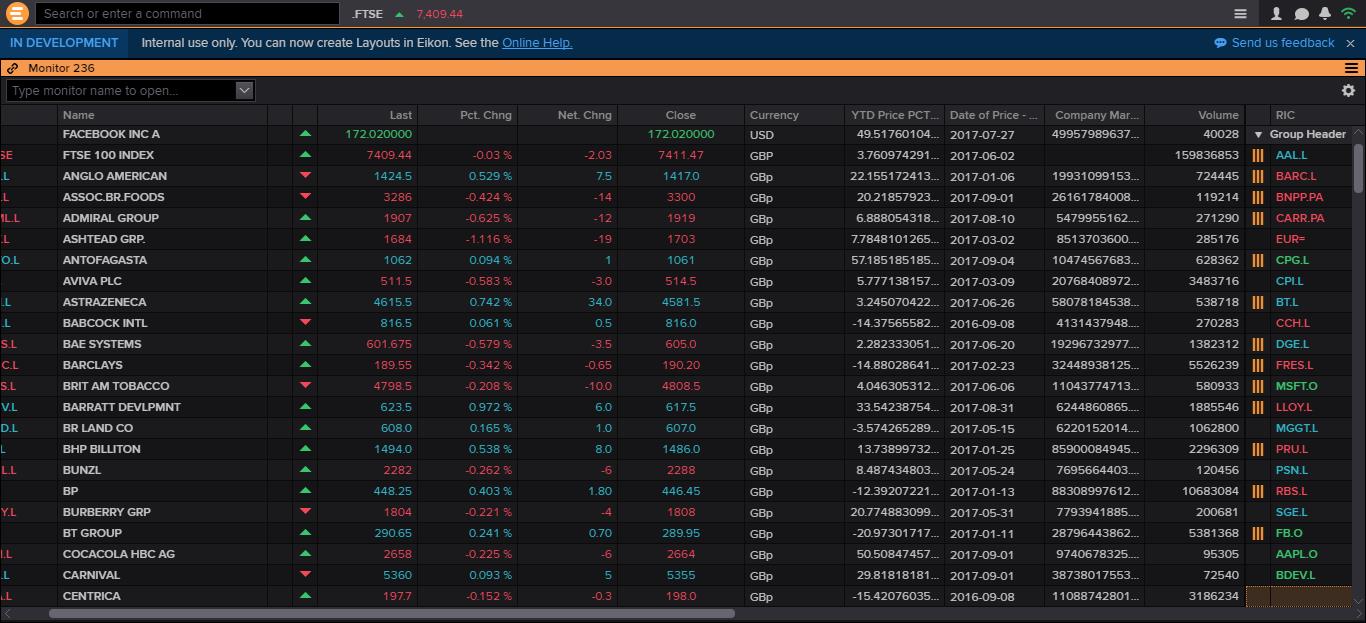 Search or enter a command .FTSE 7,409.44
IN DEVELOPMENT Internal use only. You can now create Layouts in Eikon. See the Online Help. Send us feedback
Monitor 236
Type monitor name to open...
Name Last Pct. Chng Net. Chng Close Currency YTD Price PCT... Date of Price - ... Company Mar... Volume RIC
FACEBOOK INC A 172.020000 172.020000 USD 49.51760104... 2017-07-27 49957989637... 40028 Group Header
SE FTSE 100 INDEX 7409.44 -0.03 % -2.03 7411.47 GBP 3.760974291... 2017-06-02 159836853 AAL.L
.L ANGLO AMERICAN 1424.5 0.529 % 7.5 1417.0 GBp 22.155172413... 2017-01-06 19931099153... 724445 BARC.L
.L ASSOC.BR.FOODS 3286 -0.424 % -14 3300 GBp 20.21857923... 2017-09-01 26161784008... 119214 BNPP.PA
ML.L ADMIRAL GROUP 1907 -0.625 % -12 1919 GBp 6.888054318... 2017-08-10 5479955162.... 271290 CARR.PA
.L ASHTEAD GRP. 1684 -1.116 % -19 1703 GBp 7.7848101265... 2017-03-02 8513703600.... 285176 EUR=
O.L ANTOFAGASTA 1062 0.094 % 1 1061 GBp 57.185185185... 2017-09-04 10474567683... 628362 CPG.L
AVIVA PLC 511.5 -0.583 % -3.0 514.5 GBp 5.777138157... 2017-03-09 20768408972... 3483716 CPI.L
.L ASTRAZENECA 4615.5 0.742 % 34.0 4581.5 GBp 3.245070422... 2017-06-26 58078184538... 538718 BT.L
.L BABCOCK INTL 816.5 0.061 % 0.5 816.0 GBp -14.37565582... 2016-09-08 4131437948.... 270283 CCH.L
S.L BAE SYSTEMS 601.675 -0.579 % -3.5 605.0 GBp 2.282333051... 2017-06-20 19296732977... 1382312 DGE.L
C.L BARCLAYS 189.55 -0.342 % -0.65 190.20 GBp -14.88028641... 2017-02-23 32448938125... 5526239 FRES.L
S.L BRIT AM TOBACCO 4798.5 -0.208 % -10.0 4808.5 GBp 4.046305312... 2017-06-06 11043774713... 580933 MSFT.O
V.L BARRATT DEVLPMNT 623.5 0.972 % 6.0 617.5 GBp 33.54238754... 2017-08-31 6244860865.... 1885546 LLOY.L
D.L BR LAND CO 608.0 0.165 % 1.0 607.0 GBp -3.574265289... 2017-05-15 6220152014.... 1062800 MGGT.L
L BHP BILLITON 1494.0 0.538 % 8.0 1486.0 GBp 13.73899732... 2017-01-25 85900084945... 2296309 PRU.L
L.L BUNZL 2282 -0.262 % -6 2288 GBp 8.487434803... 2017-05-24 7695664403.... 120456 PSN.L
BP 448.25 0.403 % 1.80 446.45 GBp -12.39207221... 2017-01-13 88308997612... 10683084 RBS.L
Y.L BURBERRY GRP 1804 -0.221 % -4 1808 GBp 20.774883099... 2017-05-31 7793941885.... 200681 SGE.L
BT GROUP 290.65 0.241 % 0.70 289.95 GBp -20.97301717... 2017-01-11 28796443862... 5381368 FB.O
I.L COCACOLA HBC AG 2658 -0.225 % -6 2664 GBp 50.50847457... 2017-09-01 9740678325.... 95305 AAPL.O
.L CARNIVAL 5360 0.093 % 5 5355 GBp 29.81818181... 2017-09-01 38738017553... 72540 BDEV.L
A.L CENTRICA 197.7 -0.152 % -0.3 198.0 GBp -15.42076035... 2016-09-08 11088742801... 3186234